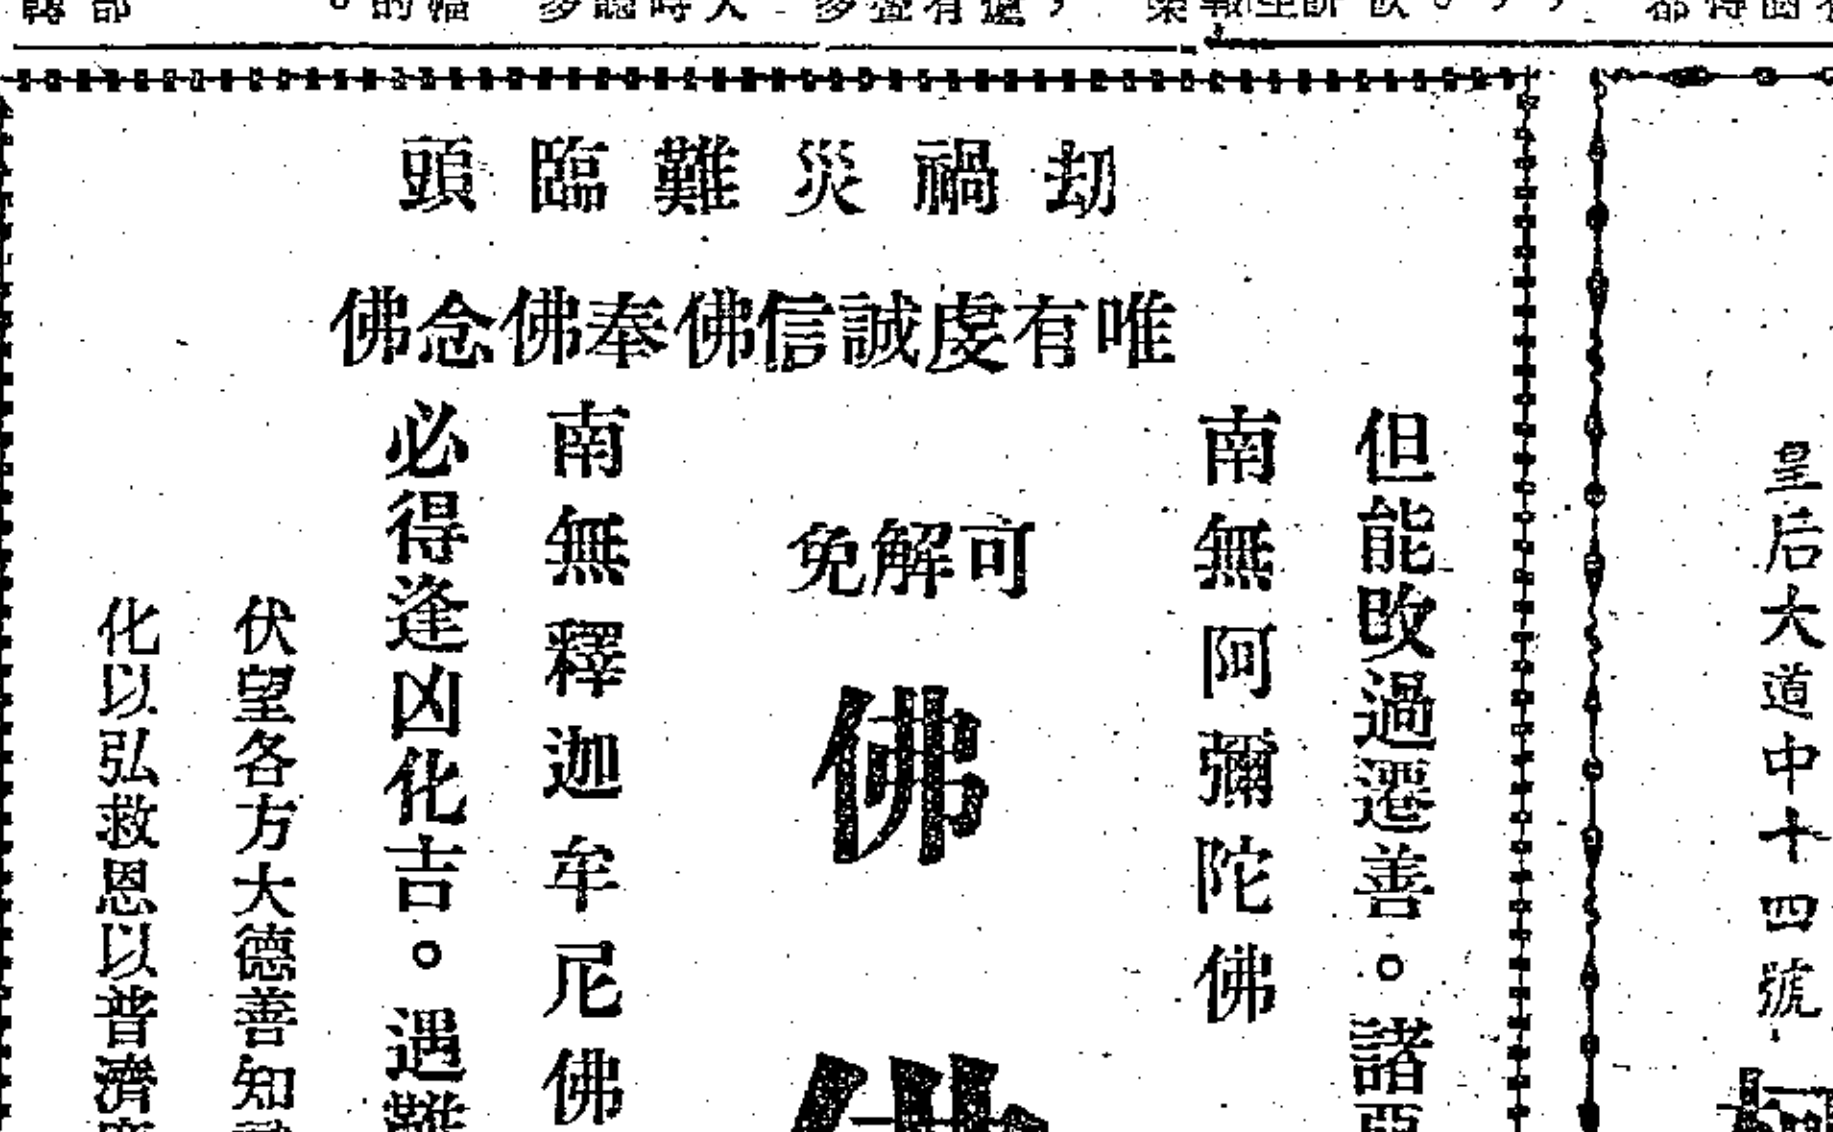 劫禍災難臨頭
唯有虔誠信佛奉佛念佛
可解免
佛
但能改過遷善。諸
南無阿彌陀佛
南無釋迦牟尼佛
必得逢凶化吉。遇難
伏望各方大德善知
化以弘救恩以普濟
皇后大道中十四號